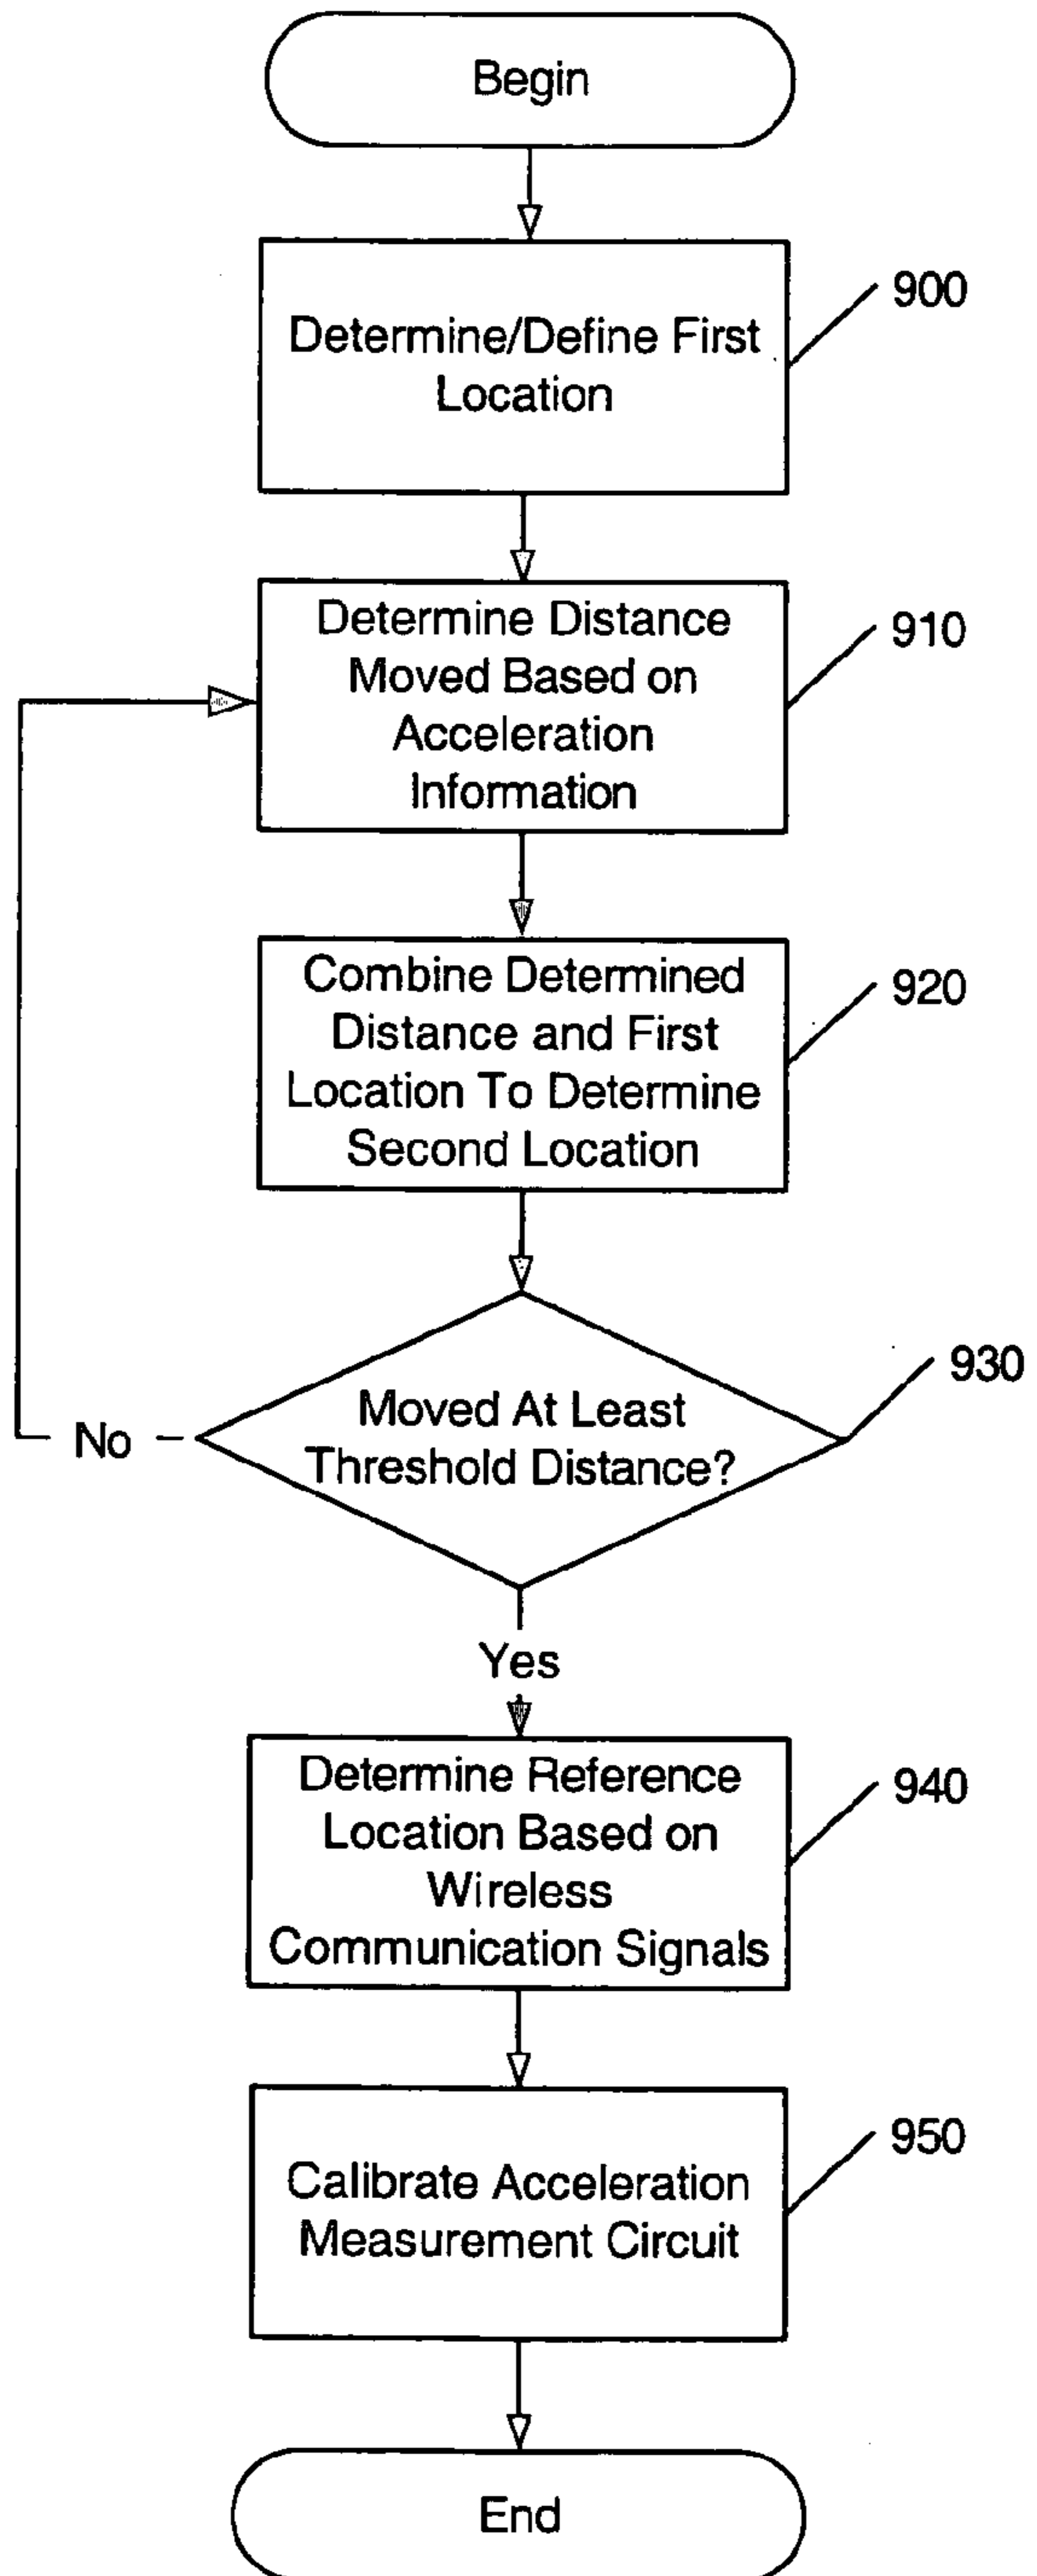 Begin
900
Determine/Define First
Location
910
Determine Distance
Moved Based on
Acceleration
Information
920
Combine Determined
Distance and First
Location To Determine
Second Location
930
Moved At Least
Threshold Distance?
No
Yes
940
Determine Reference
Location Based on
Wireless
Communication Signals
950
Calibrate Acceleration
Measurement Circuit
End